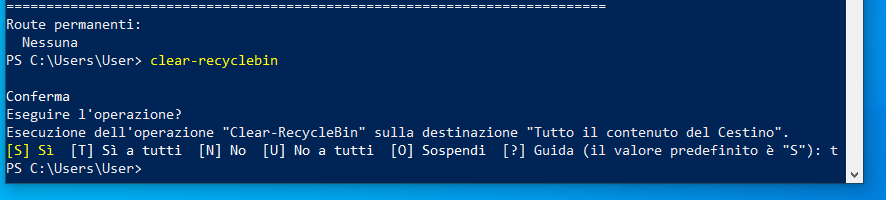 ===========================================================================
Route permanenti:
  Nessuna
PS C:\Users\User> clear-recyclebin

Conferma
Eseguire l'operazione?
Esecuzione dell'operazione "Clear-RecycleBin" sulla destinazione "Tutto il contenuto del Cestino".
[S] Sì  [T] Sì a tutti  [N] No  [U] No a tutti  [O] Sospendi  [?] Guida (il valore predefinito è "S"): t
PS C:\Users\User>